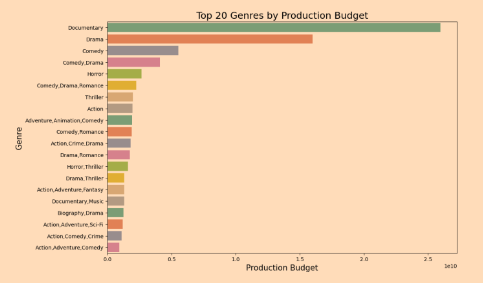 Top 20 Genres by Production Budget
Genre
Documentary
Drama
Comedy
Comedy,Drama
Horror
Comedy,Drama,Romance
Thriller
Action
Adventure,Animation,Comedy
Comedy,Romance
Action,Crime,Drama
Drama,Romance
Horror,Thriller
Drama,Thriller
Action,Adventure,Fantasy
Documentary,Music
Biography,Drama
Action,Adventure,Sci-Fi
Action,Comedy,Crime
Action,Adventure,Comedy
0.0 0.5 1.0 1.5 2.0 2.5
1e10
Production Budget